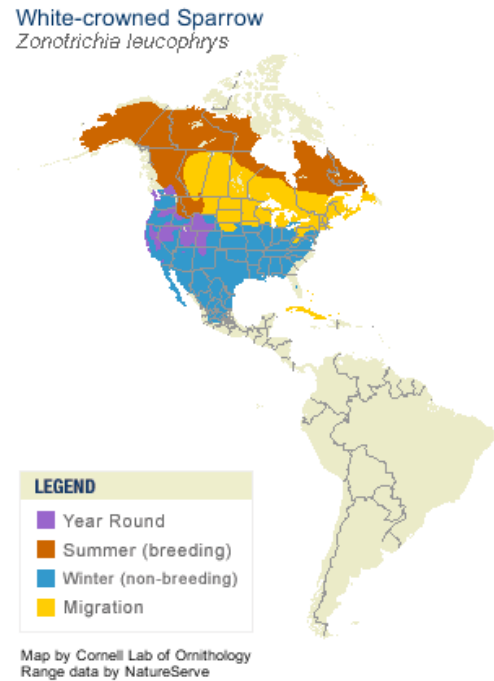 White-crowned Sparrow
Zonotrichia leucophrys
LEGEND
Year Round
Summer (breeding)
Winter (non-breeding)
Migration
Map by Cornell Lab of Ornithology
Range data by NatureServe